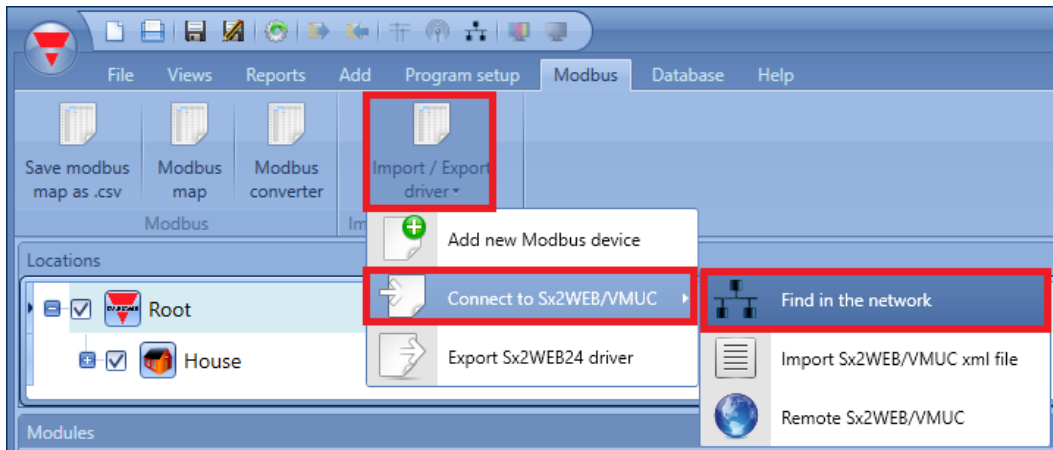 File Views Reports Add Program setup Modbus Database Help
Save modbus map as .csv
Modbus map
Modbus converter
Import / Export driver
Modbus
Im
Add new Modbus device
Locations
Connect to Sx2WEB/VMUC
Find in the network
Root
Export Sx2WEB24 driver
Import Sx2WEB/VMUC xml file
House
Remote Sx2WEB/VMUC
Modules